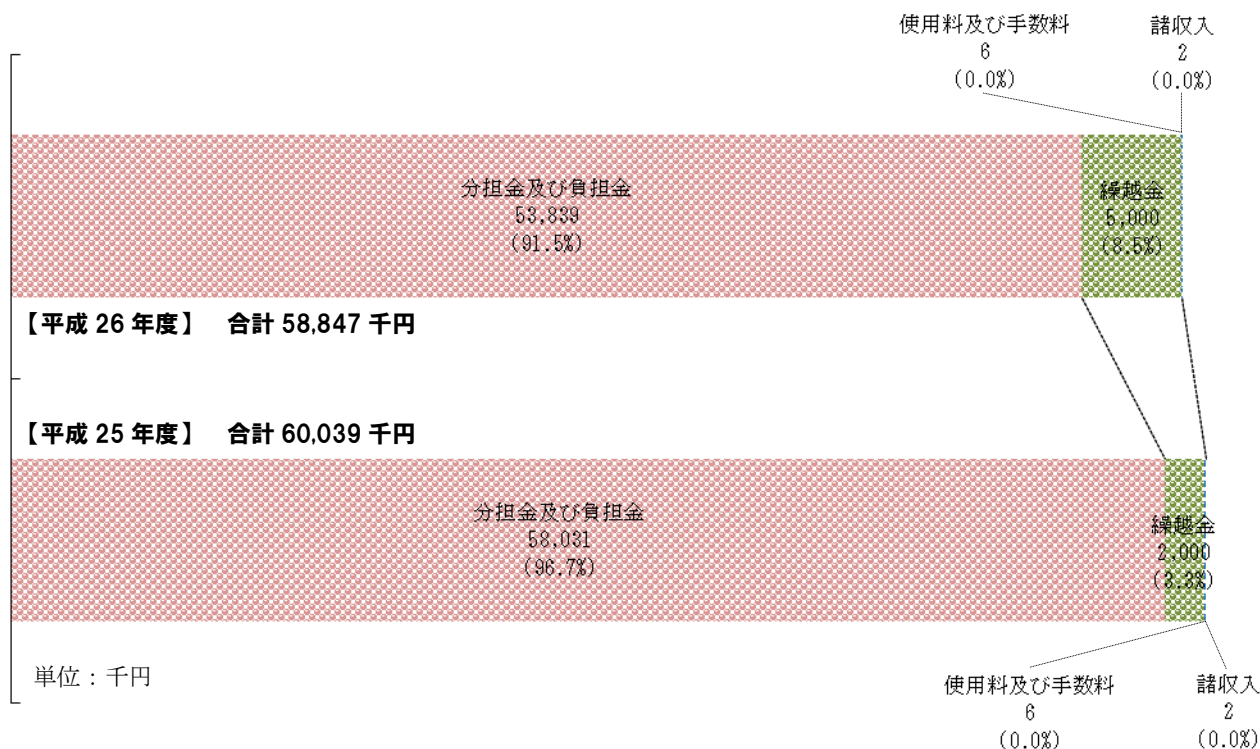 使用料及び手数料
6
(0.0%)
諸収入
2
(0.0%)
分担金及び負担金
53,839
(91.5%)
繰越金
5,000
(8.5%)
【平成 26 年度】 合計 58,847 千円
【平成 25 年度】 合計 60,039 千円
分担金及び負担金
58,031
(96.7%)
繰越金
2,000
(3.3%)
単位：千円
使用料及び手数料
6
(0.0%)
諸収入
2
(0.0%)